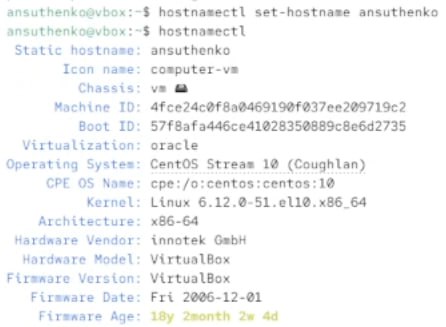 ansuthenko@vbox:~$ hostnamectl set-hostname ansuthenko
ansuthenko@vbox:~$ hostnamectl
Static hostname: ansuthenko
Icon name: computer-vm
Chassis: vm 🖴
Machine ID: 4fce24c0f8a0469190f037ee209719c2
Boot ID: 57f8afa446ce41028350889c8e6d2735
Virtualization: oracle
Operating System: CentOS Stream 10 (Coughlan)
CPE OS Name: cpe:/o:centos:centos:10
Kernel: Linux 6.12.0-51.el10.x86_64
Architecture: x86-64
Hardware Vendor: innotek GmbH
Hardware Model: VirtualBox
Firmware Version: VirtualBox
Firmware Date: Fri 2006-12-01
Firmware Age: 18y 2month 2w 4d